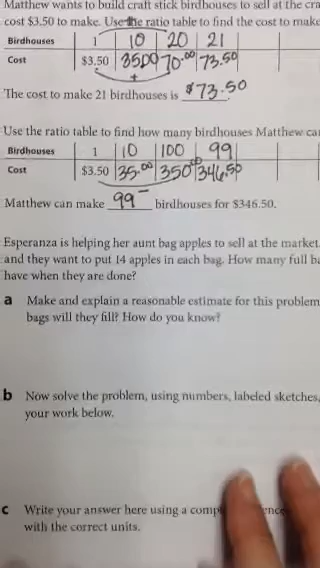 Matthew wants to build craft stick birdhouses to sell at the cra
cost $3.50 to make. Use the ratio table to find the cost to make
Birdhouses 1 10 20 21
Cost $3.50 35.00 70.00 73.50
The cost to make 21 birdhouses is $73.50
Use the ratio table to find how many birdhouses Matthew ca
Birdhouses 1 10 100 99
Cost $3.50 35.00 350.00 346.50
Matthew can make 99 birdhouses for $346.50.
Esperanza is helping her aunt bag apples to sell at the market.
and they want to put 14 apples in each bag. How many full ba
have when they are done?
a Make and explain a reasonable estimate for this problem
bags will they fill? How do you know?
b Now solve the problem, using numbers, labeled sketches,
your work below.
c Write your answer here using a comp ence
with the correct units.